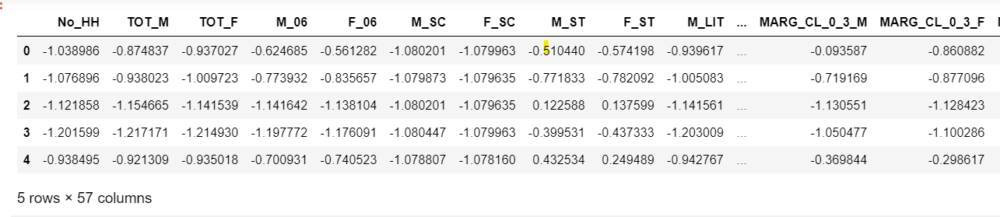 No_HH TOT_M TOT_F M_06 F_06 M_SC F_SC M_ST F_ST M_LIT ... MARG_CL_0_3_M MARG_CL_0_3_F
0 -1.038986 -0.874837 -0.937027 -0.624685 -0.561282 -1.080201 -1.079963 -0.510440 -0.574198 -0.939617 ... -0.093587 -0.860882
1 -1.076896 -0.938023 -1.009723 -0.773932 -0.835657 -1.079873 -1.079635 -0.771833 -0.782092 -1.005083 ... -0.719169 -0.877096
2 -1.121858 -1.154665 -1.141539 -1.141642 -1.138104 -1.080201 -1.079635 0.122588 0.137599 -1.141561 ... -1.130551 -1.128423
3 -1.201599 -1.217171 -1.214930 -1.197772 -1.176091 -1.080447 -1.079963 -0.399531 -0.437333 -1.203009 ... -1.050477 -1.100286
4 -0.938495 -0.921309 -0.935018 -0.700931 -0.740523 -1.078807 -1.078160 0.432534 0.249489 -0.942767 ... -0.369844 -0.298617
5 rows × 57 columns